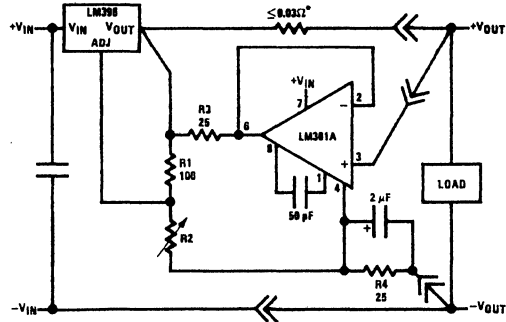 LM396
≤0.03Ω*
+VIN
VIN VOUT
ADJ
+VOUT
+VIN
7
2
R3
25
6
LM301A
3
8
1
4
R1
100
50 pF
2 μF
+
LOAD
R2
R4
25
-VIN
-VOUT